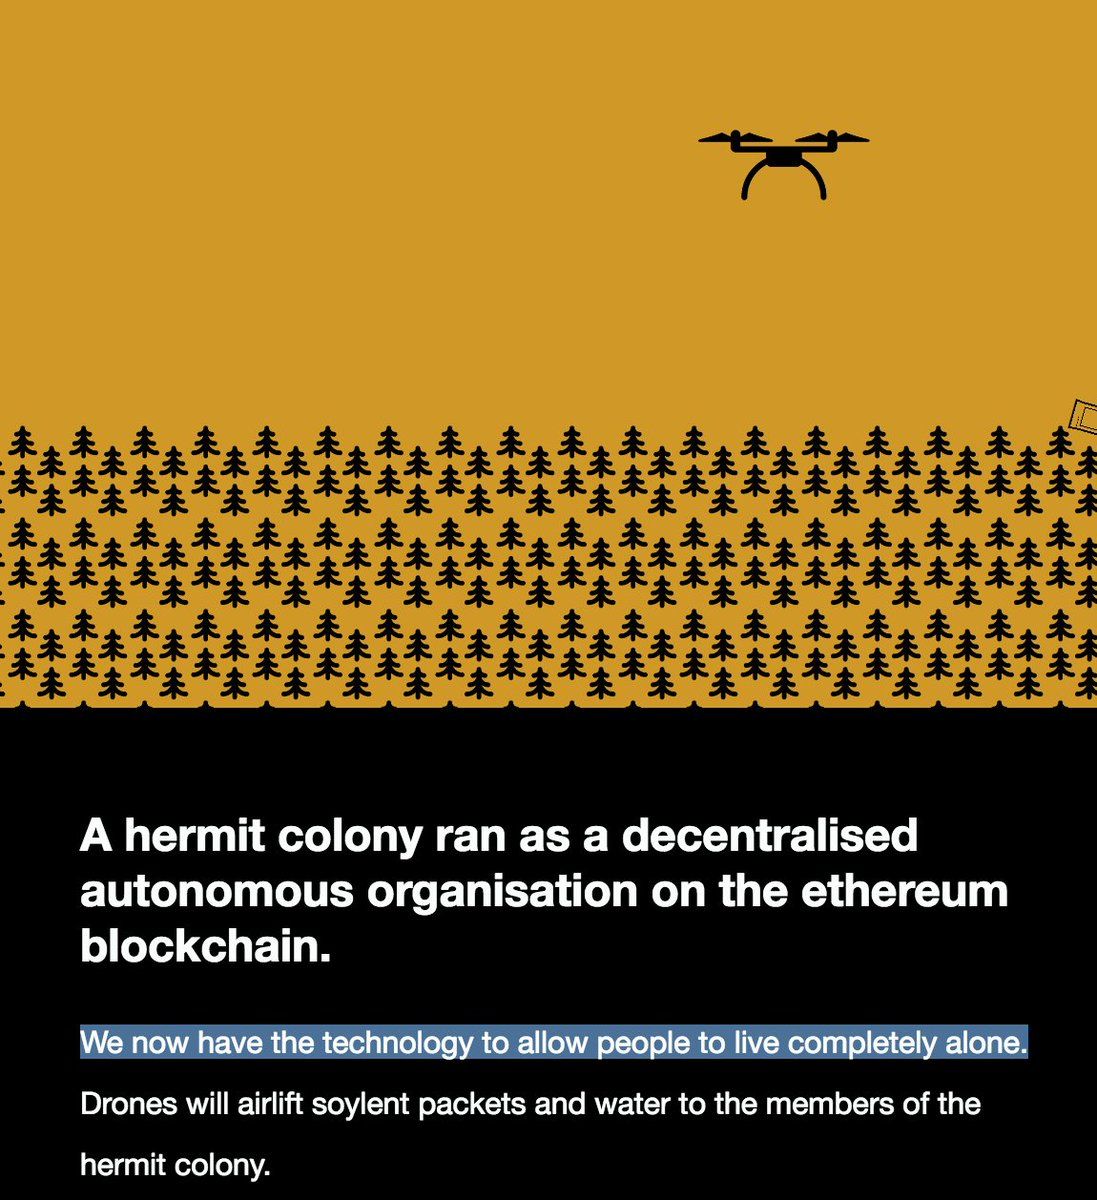 A hermit colony ran as a decentralised
autonomous organisation on the ethereum
blockchain.
We now have the technology to allow people to live completely alone.
Drones will airlift soylent packets and water to the members of the
hermit colony.